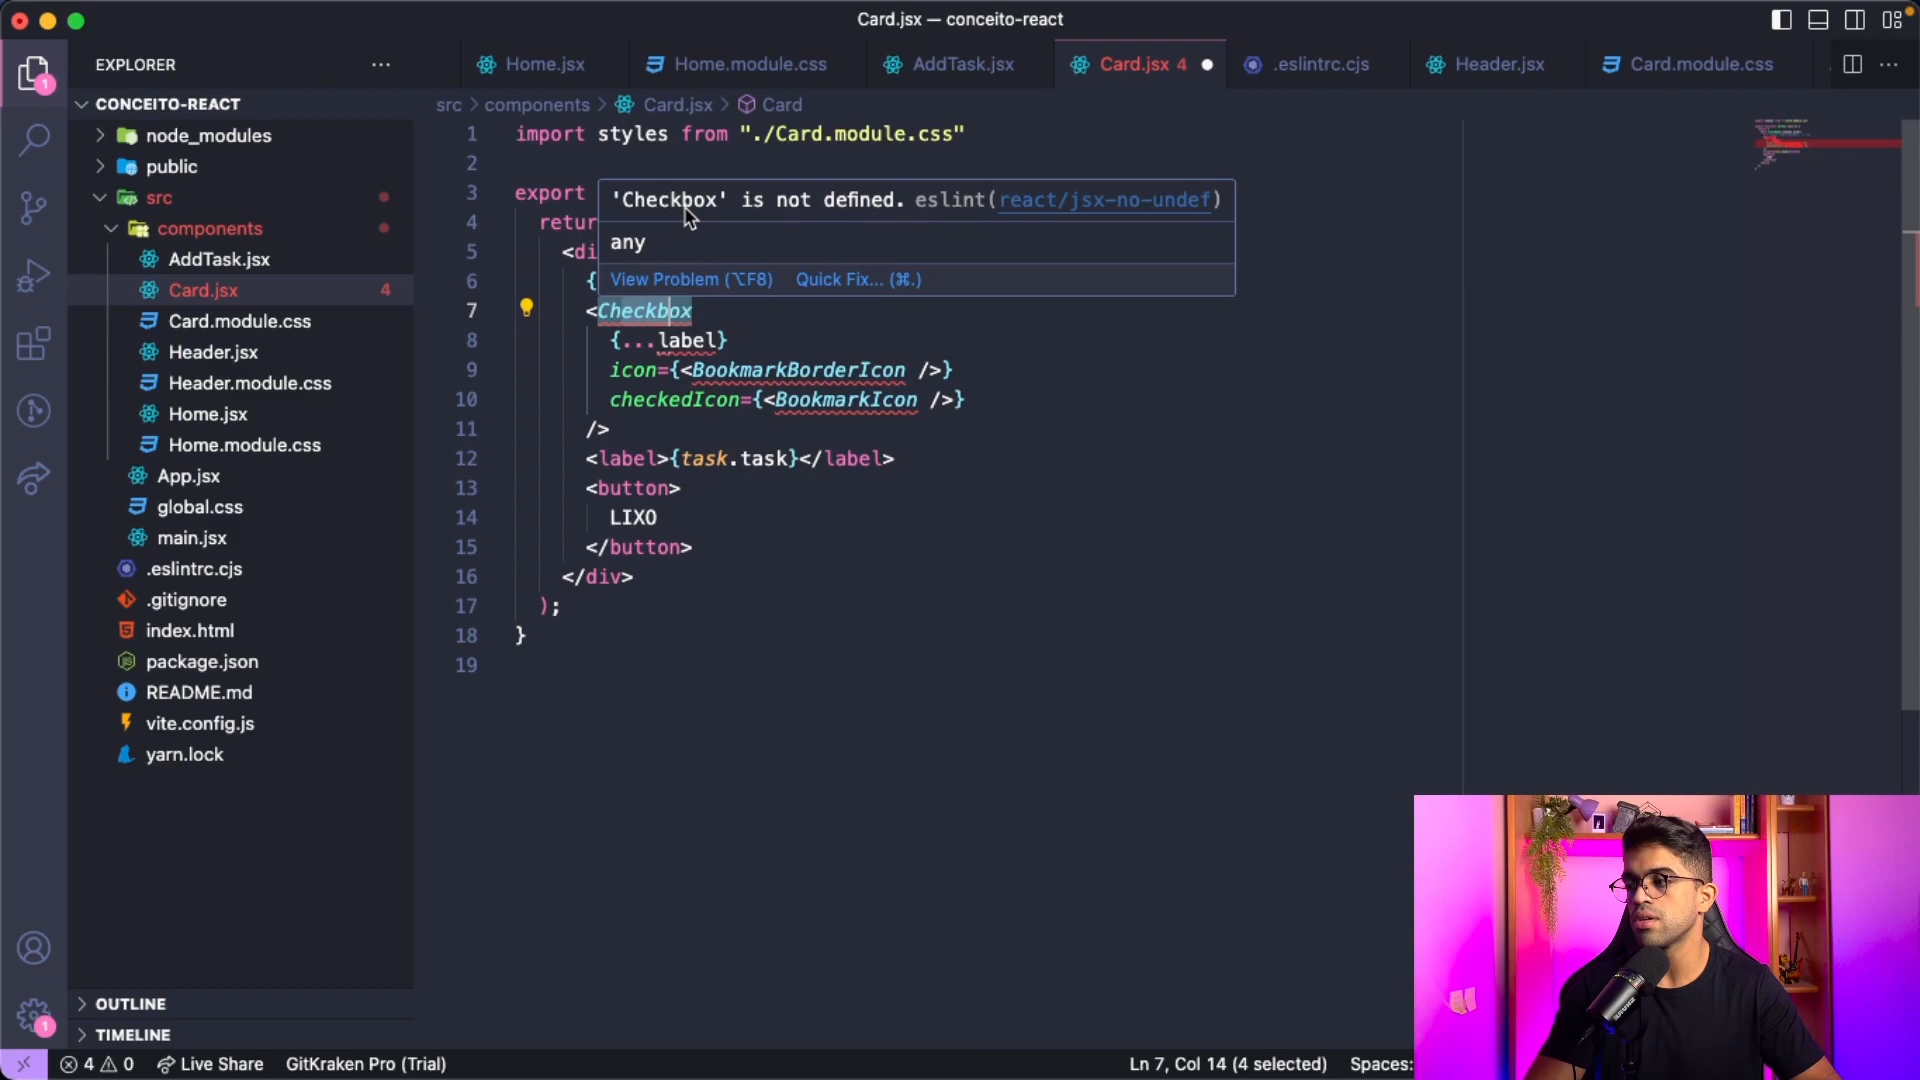 Card.jsx — conceito-react
EXPLORER
Home.jsx
Home.module.css
AddTask.jsx
Card.jsx 4
.eslintrc.cjs
Header.jsx
Card.module.css
CONCEITO-REACT
node_modules
public
src
components
AddTask.jsx
Card.jsx 4
Card.module.css
Header.jsx
Header.module.css
Home.jsx
Home.module.css
App.jsx
global.css
main.jsx
.eslintrc.cjs
.gitignore
index.html
package.json
README.md
vite.config.js
yarn.lock
OUTLINE
TIMELINE
1
1
src > components > Card.jsx > Card
1 import styles from "./Card.module.css"
2
3 export
4 retur
5 <di
6 {
'Checkbox' is not defined. eslint(react/jsx-no-undef)
any
View Problem (⌥F8) Quick Fix... (⌘.)
7 <Checkbox
8 {...label}
9 icon={<BookmarkBorderIcon />}
10 checkedIcon={<BookmarkIcon />}
11 />
12 <label>{task.task}</label>
13 <button>
14 LIXO
15 </button>
16 </div>
17 );
18 }
19
4 0 Live Share GitKraken Pro (Trial)
Ln 7, Col 14 (4 selected) Spaces: